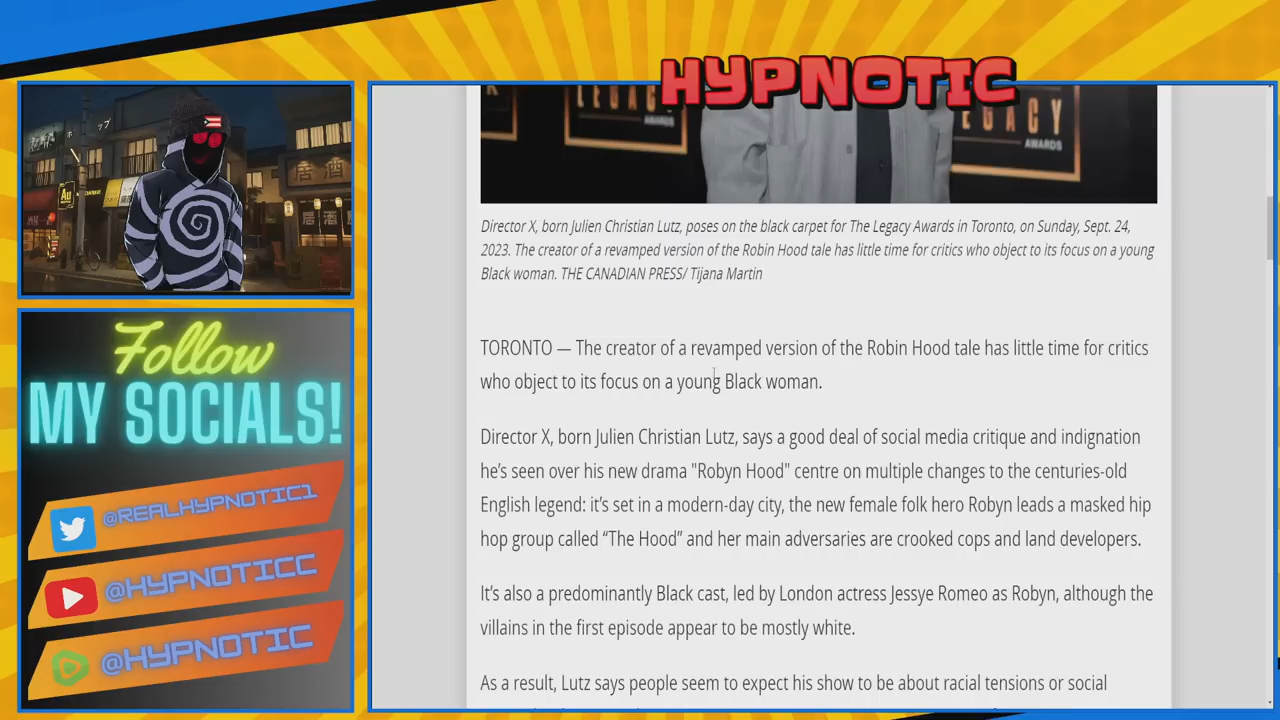 HYPNOTIC
LEGACY
AWARDS
LEGACY
AWARDS
Au
Director X, born Julien Christian Lutz, poses on the black carpet for The Legacy Awards in Toronto, on Sunday, Sept. 24,
2023. The creator of a revamped version of the Robin Hood tale has little time for critics who object to its focus on a young
Black woman. THE CANADIAN PRESS/ Tijana Martin
TORONTO — The creator of a revamped version of the Robin Hood tale has little time for critics
who object to its focus on a young Black woman.
Director X, born Julien Christian Lutz, says a good deal of social media critique and indignation
he's seen over his new drama "Robyn Hood" centre on multiple changes to the centuries-old
English legend: it's set in a modern-day city, the new female folk hero Robyn leads a masked hip
hop group called “The Hood” and her main adversaries are crooked cops and land developers.
It's also a predominantly Black cast, led by London actress Jessye Romeo as Robyn, although the
villains in the first episode appear to be mostly white.
As a result, Lutz says people seem to expect his show to be about racial tensions or social
Follow
MY SOCIALS!
@REALHYPNOTIC1
@HYPNOTICC
@HYPNOTIC